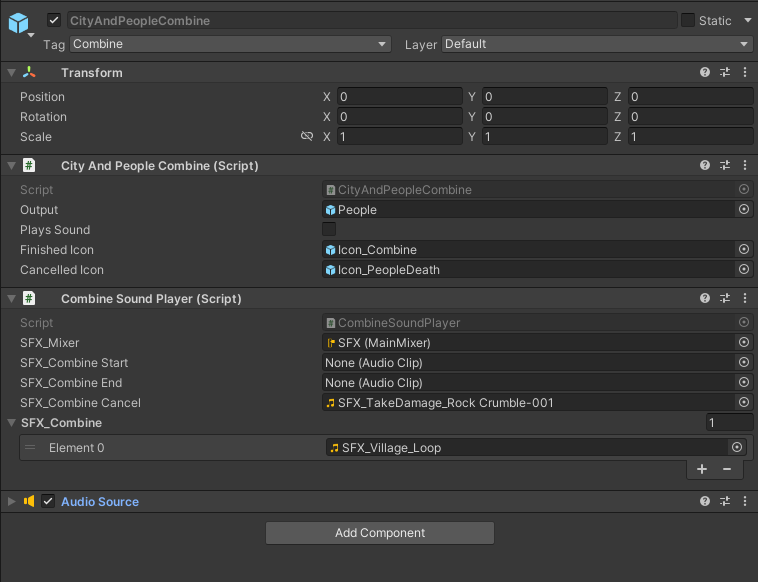 CityAndPeopleCombine Static
Tag Combine Layer Default
Transform
Position X 0 Y 0 Z 0
Rotation X 0 Y 0 Z 0
Scale X 1 Y 1 Z 1
# City And People Combine (Script)
Script # CityAndPeopleCombine
Output People
Plays Sound
Finished Icon Icon_Combine
Cancelled Icon Icon_PeopleDeath
# Combine Sound Player (Script)
Script # CombineSoundPlayer
SFX_Mixer SFX (MainMixer)
SFX_Combine Start None (Audio Clip)
SFX_Combine End None (Audio Clip)
SFX_Combine Cancel SFX_TakeDamage_Rock Crumble-001
SFX_Combine 1
Element 0 SFX_Village_Loop
+ −
Audio Source
Add Component